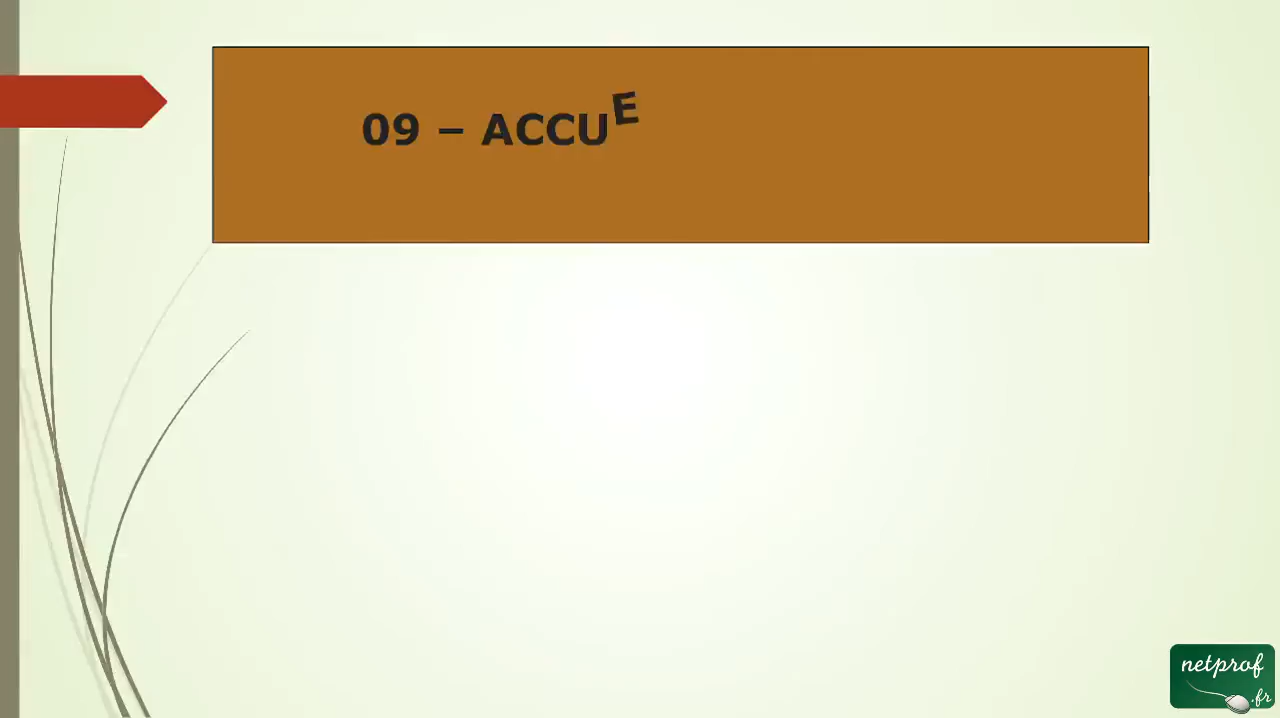 09 – ACCUE
netprof
.fr